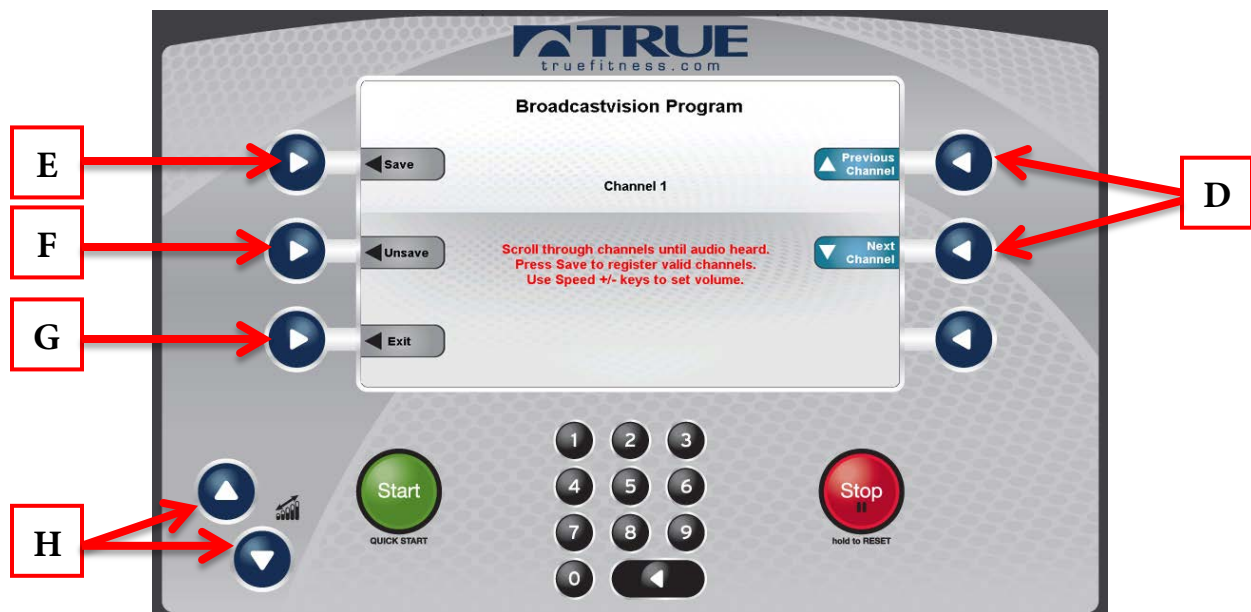 TRUE
truefitness.com
Broadcastvision Program
E
Save
Previous
Channel
D
Channel 1
F
Unsave
Scroll through channels until audio heard.
Press Save to register valid channels.
Use Speed +/- keys to set volume.
Next
Channel
G
Exit
1 2 3
4 5 6
7 8 9
0
Start
QUICK START
Stop
hold to RESET
H